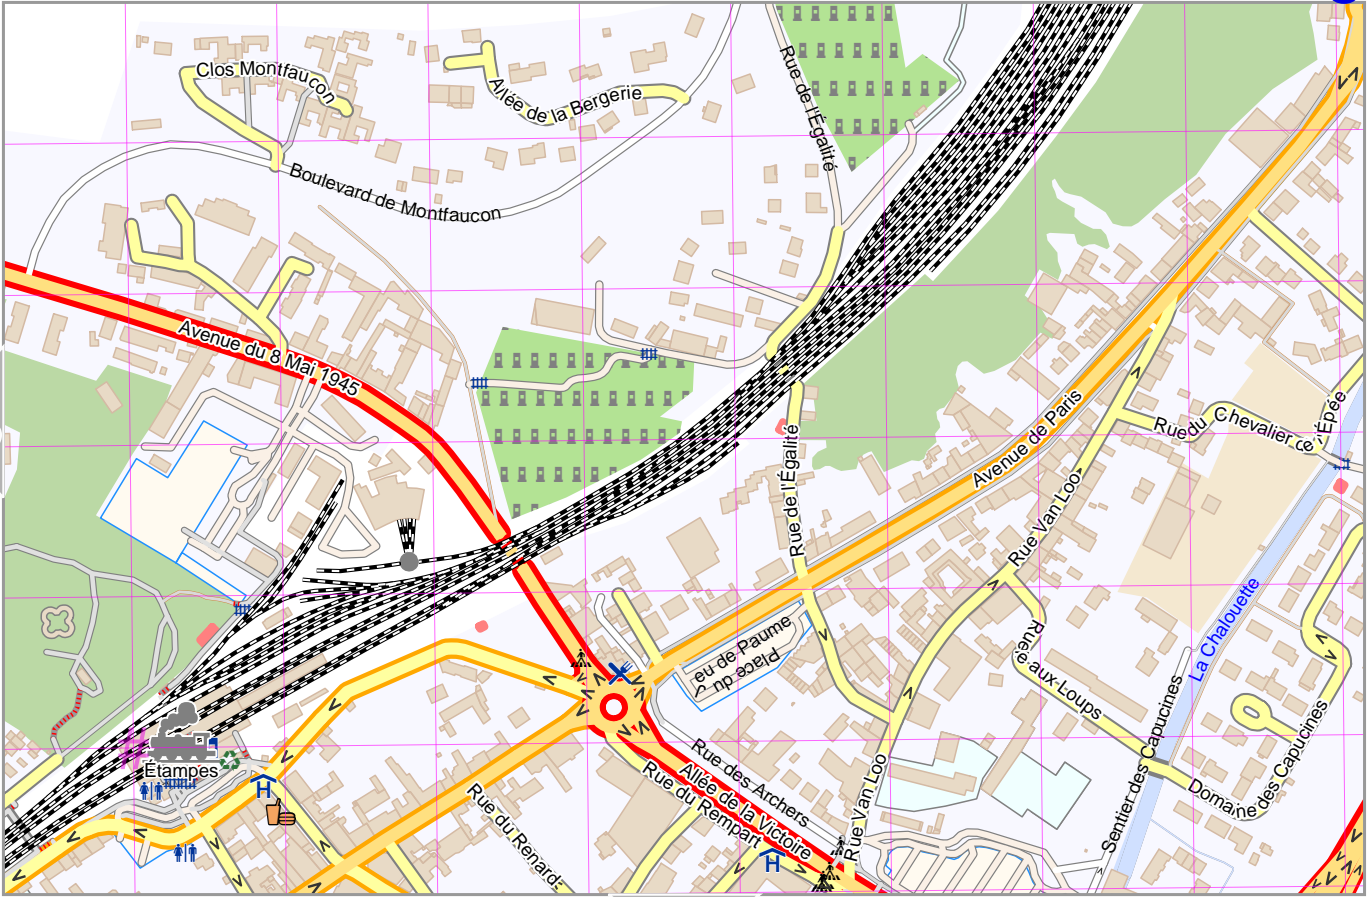 Clos Montfaucon
Allée de la Bergerie
Rue de l'Égalité
Boulevard de Montfaucon
Avenue du 8 Mai 1945
Avenue de Paris
Rue du Chevalier de l'Épée
Rue de l'Égalité
Rue Van Loo
La Chalouette
Place du
Jeu de Paume
Ruelle aux Loups
Sentier des Capucines
Domaine des Capucines
Étampes
H
Rue des Archers
Allée de la Victoire
Rue du Rempart
Rue Van Loo
Rue du Renard
H